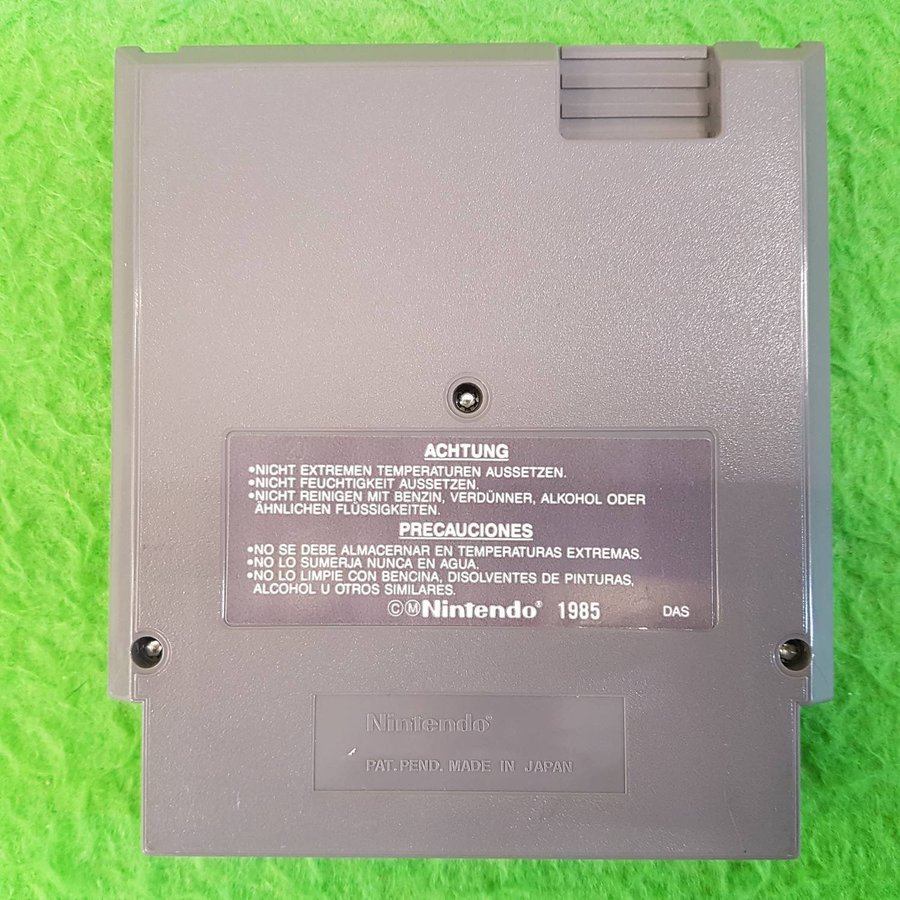 ACHTUNG
•NICHT EXTREMEN TEMPERATUREN AUSSETZEN.
•NICHT FEUCHTIGKEIT AUSSETZEN.
•NICHT REINIGEN MIT BENZIN, VERDÜNNER, ALKOHOL ODER
ÄHNLICHEN FLÜSSIGKEITEN.
PRECAUCIONES
•NO SE DEBE ALMACERNAR EN TEMPERATURAS EXTREMAS.
•NO LO SUMERJA NUNCA EN AGUA.
•NO LO LIMPIE CON BENCINA, DISOLVENTES DE PINTURAS,
ALCOHOL U OTROS SIMILARES.
©Ⓜ Nintendo® 1985 DAS
Nintendo®
PAT. PEND. MADE IN JAPAN